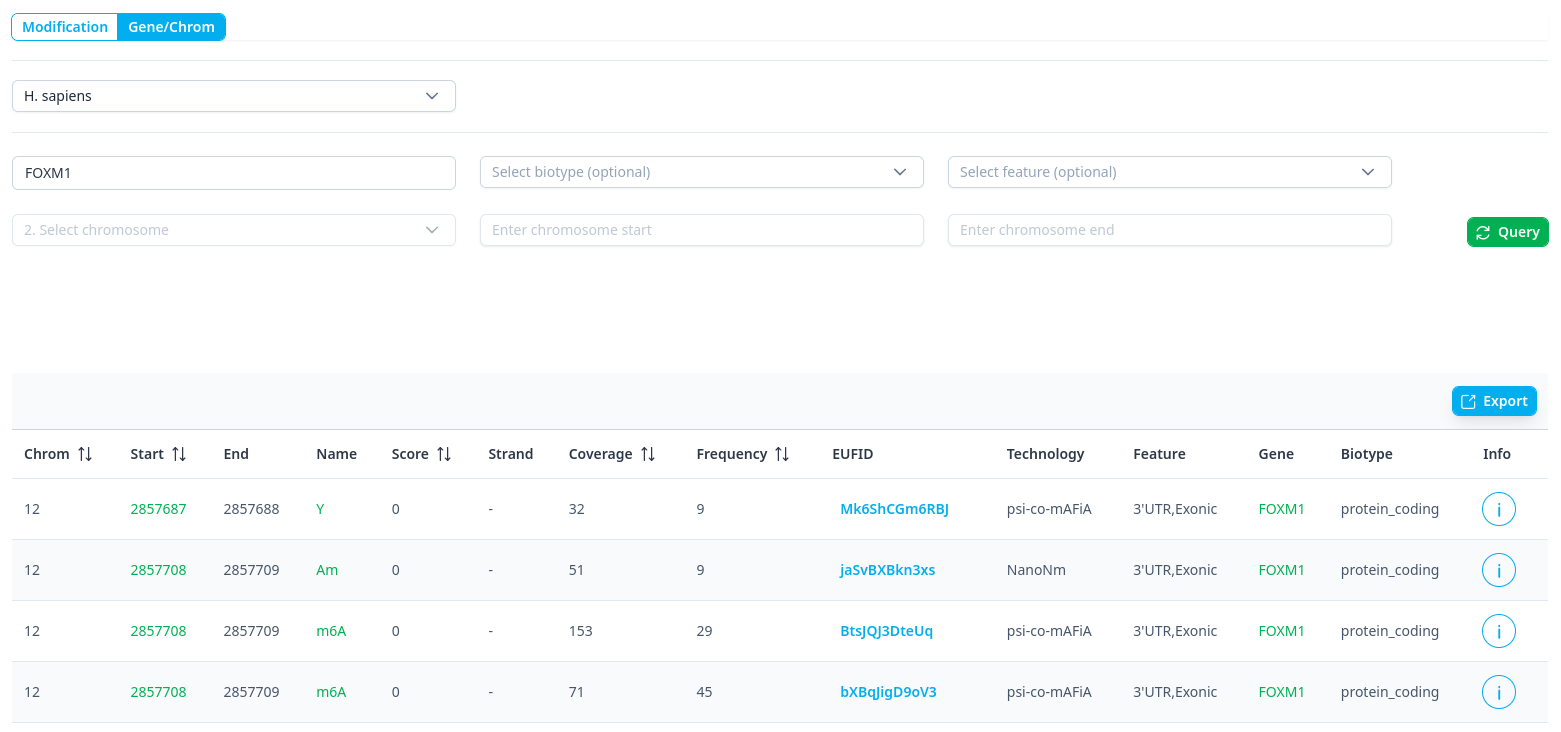 Modification Gene/Chrom
H. sapiens
FOXM1 Select biotype (optional) Select feature (optional)
2. Select chromosome Enter chromosome start Enter chromosome end Query
Export
Chrom Start End Name Score Strand Coverage Frequency EUFID Technology Feature Gene Biotype Info
12 2857687 2857688 Y 0 - 32 9 Mk6ShCGm6RBJ psi-co-mAFiA 3'UTR,Exonic FOXM1 protein_coding
12 2857708 2857709 Am 0 - 51 9 jaSvBXBkn3xs NanoNm 3'UTR,Exonic FOXM1 protein_coding
12 2857708 2857709 m6A 0 - 153 29 BtsJQJ3DteUq psi-co-mAFiA 3'UTR,Exonic FOXM1 protein_coding
12 2857708 2857709 m6A 0 - 71 45 bXBqJigD9oV3 psi-co-mAFiA 3'UTR,Exonic FOXM1 protein_coding